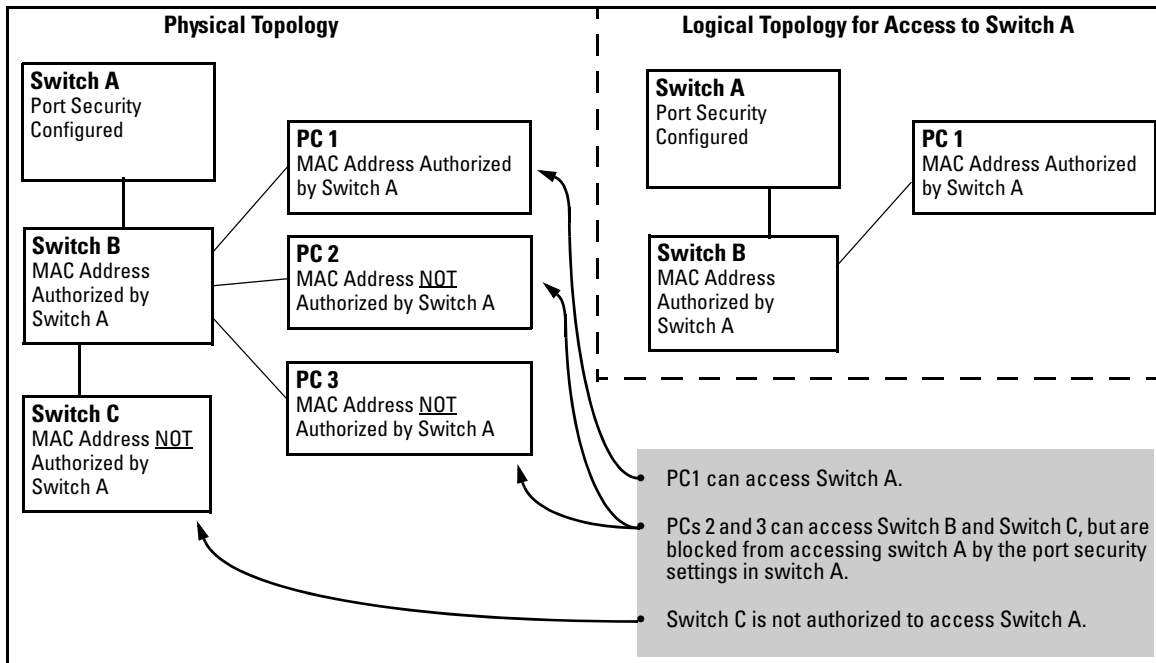 Physical Topology
Switch A
Port Security
Configured
PC 1
MAC Address Authorized
by Switch A
Switch B
MAC Address
Authorized by
Switch A
PC 2
MAC Address NOT
Authorized by Switch A
PC 3
MAC Address NOT
Authorized by Switch A
Switch C
MAC Address NOT
Authorized by
Switch A
Logical Topology for Access to Switch A
Switch A
Port Security
Configured
PC 1
MAC Address Authorized
by Switch A
Switch B
MAC Address
Authorized by
Switch A
• PC1 can access Switch A.
• PCs 2 and 3 can access Switch B and Switch C, but are
blocked from accessing switch A by the port security
settings in switch A.
• Switch C is not authorized to access Switch A.